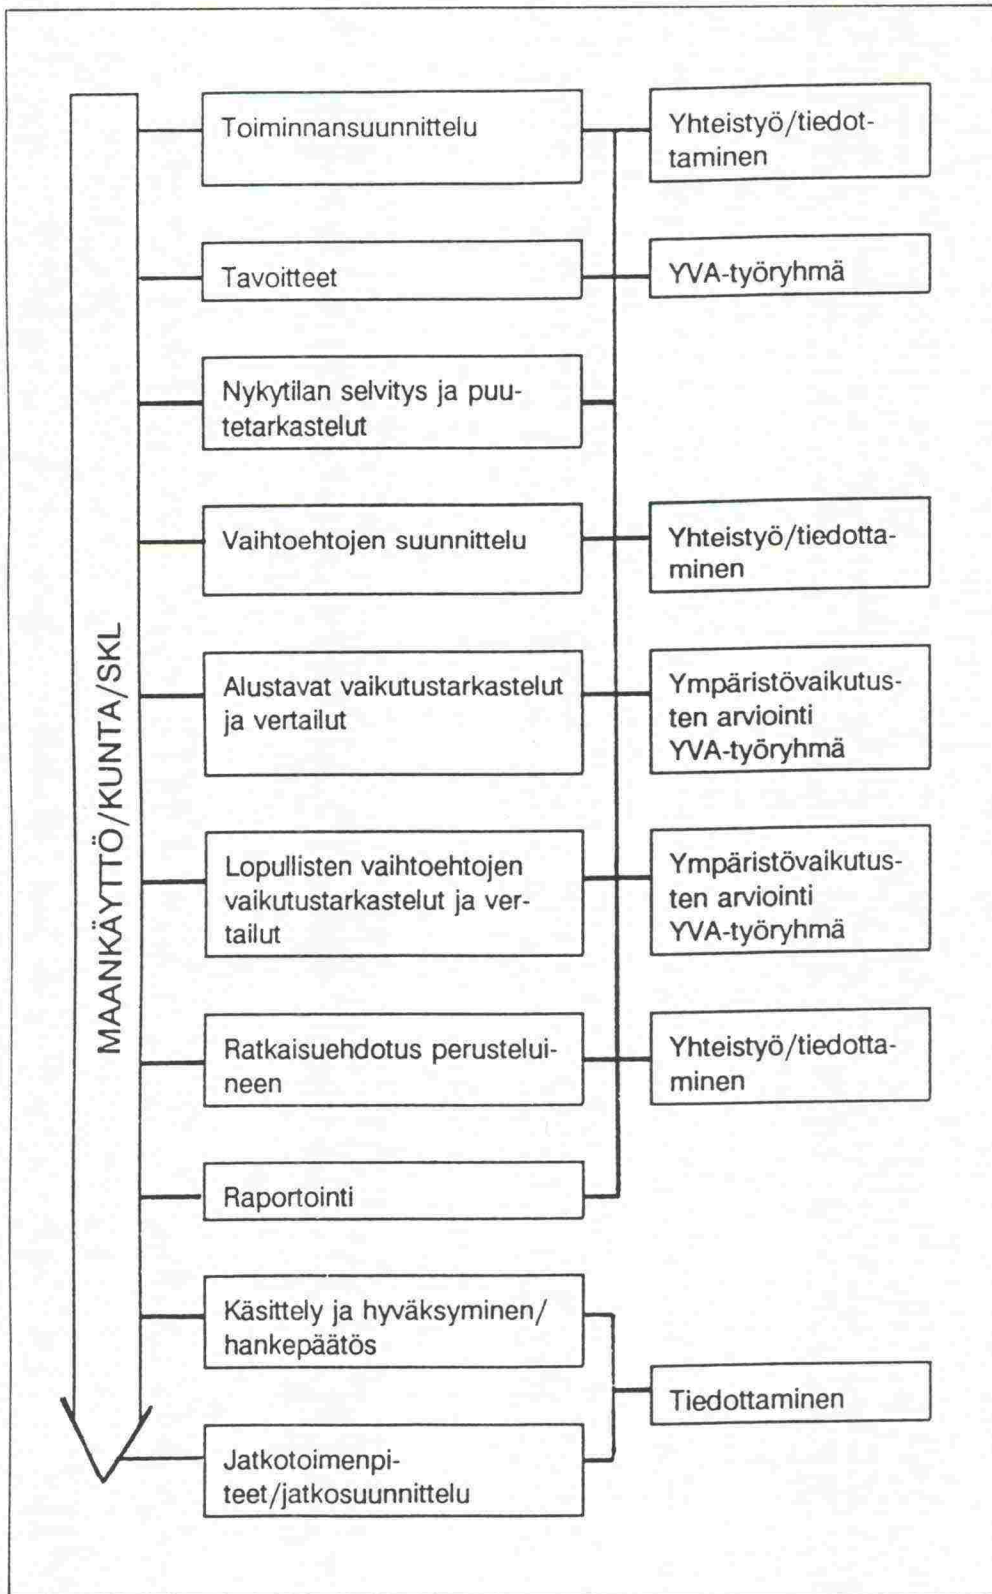 MAANKÄYTTÖ/KUNTA/SKL
Toiminnansuunnittelu
Yhteistyö/tiedot-
taminen
Tavoitteet
YVA-työryhmä
Nykytilan selvitys ja puu-
tetarkastelut
Vaihtoehtojen suunnittelu
Yhteistyö/tiedotta-
minen
Alustavat vaikutustarkastelut
ja vertailut
Ympäristövaikutus-
ten arviointi
YVA-työryhmä
Lopullisten vaihtoehtojen
vaikutustarkastelut ja ver-
tailut
Ympäristövaikutus-
ten arviointi
YVA-työryhmä
Ratkaisuehdotus perustelui-
neen
Yhteistyö/tiedotta-
minen
Raportointi
Käsittely ja hyväksyminen/
hankepäätös
Tiedottaminen
Jatkotoimenpi-
teet/jatkosuunnittelu